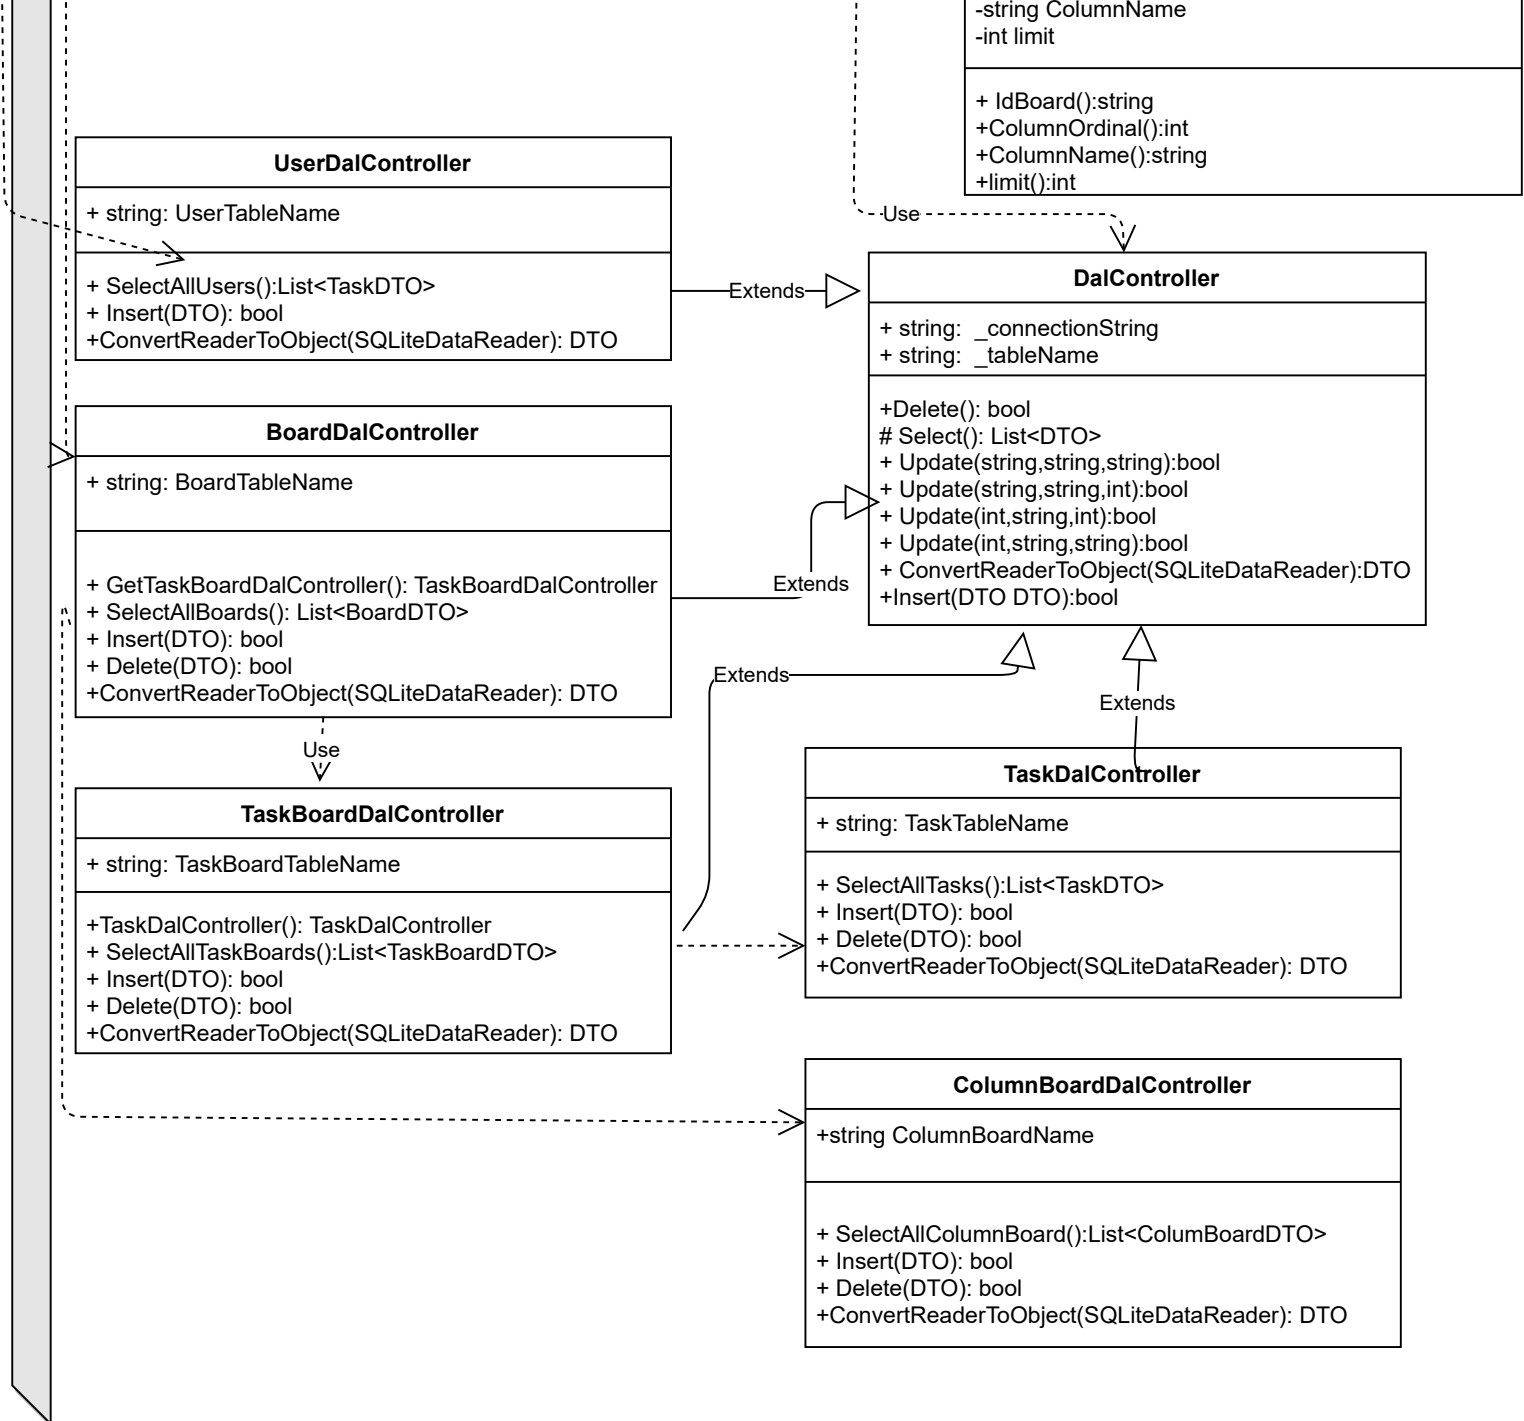 -string ColumnName
-int limit
+ IdBoard():string
+ColumnOrdinal():int
+ColumnName():string
+limit():int
Use
UserDalController
+ string: UserTableName
+ SelectAllUsers():List<TaskDTO>
+ Insert(DTO): bool
+ConvertReaderToObject(SQLiteDataReader): DTO
Extends
DalController
+ string:  _connectionString
+ string:  _tableName
+Delete(): bool
# Select(): List<DTO>
+ Update(string,string,string):bool
+ Update(string,string,int):bool
+ Update(int,string,int):bool
+ Update(int,string,string):bool
+ ConvertReaderToObject(SQLiteDataReader):DTO
+Insert(DTO DTO):bool
BoardDalController
+ string: BoardTableName
+ GetTaskBoardDalController(): TaskBoardDalController
+ SelectAllBoards(): List<BoardDTO>
+ Insert(DTO): bool
+ Delete(DTO): bool
+ConvertReaderToObject(SQLiteDataReader): DTO
Extends
Extends
Extends
Use
TaskBoardDalController
+ string: TaskBoardTableName
+TaskDalController(): TaskDalController
+ SelectAllTaskBoards():List<TaskBoardDTO>
+ Insert(DTO): bool
+ Delete(DTO): bool
+ConvertReaderToObject(SQLiteDataReader): DTO
TaskDalController
+ string: TaskTableName
+ SelectAllTasks():List<TaskDTO>
+ Insert(DTO): bool
+ Delete(DTO): bool
+ConvertReaderToObject(SQLiteDataReader): DTO
ColumnBoardDalController
+string ColumnBoardName
+ SelectAllColumnBoard():List<ColumBoardDTO>
+ Insert(DTO): bool
+ Delete(DTO): bool
+ConvertReaderToObject(SQLiteDataReader): DTO